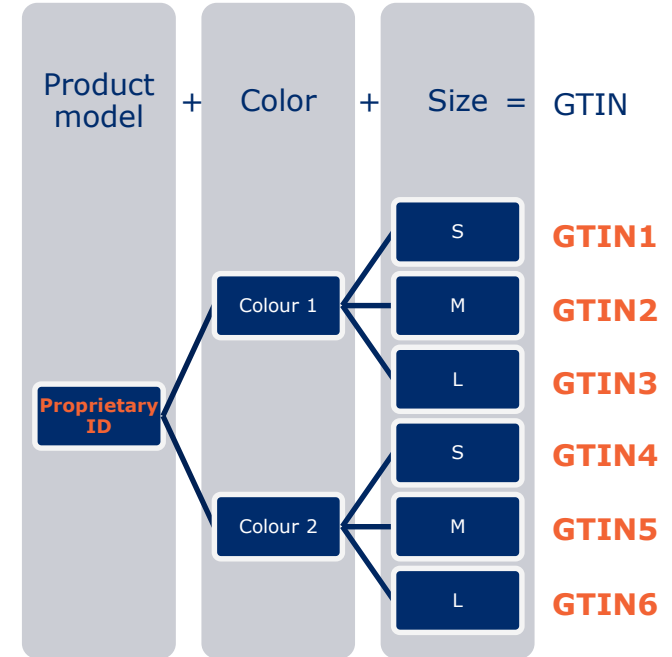 Product
model + Color + Size = GTIN
S GTIN1
Colour 1 M GTIN2
L GTIN3
Proprietary
ID
S GTIN4
Colour 2 M GTIN5
L GTIN6